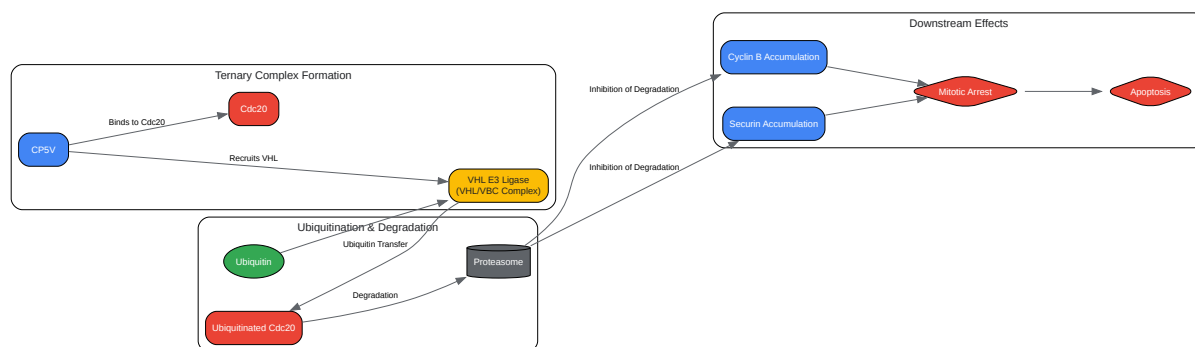 Downstream Effects
Cyclin B Accumulation
Securin Accumulation
Mitotic Arrest
Apoptosis
Inhibition of Degradation
Inhibition of Degradation
Ternary Complex Formation
Cdc20
Binds to Cdc20
CP5V
Recruits VHL
VHL E3 Ligase
(VHL/VBC Complex)
Ubiquitination & Degradation
Ubiquitin Transfer
Ubiquitin
Proteasome
Degradation
Ubiquitinated Cdc20